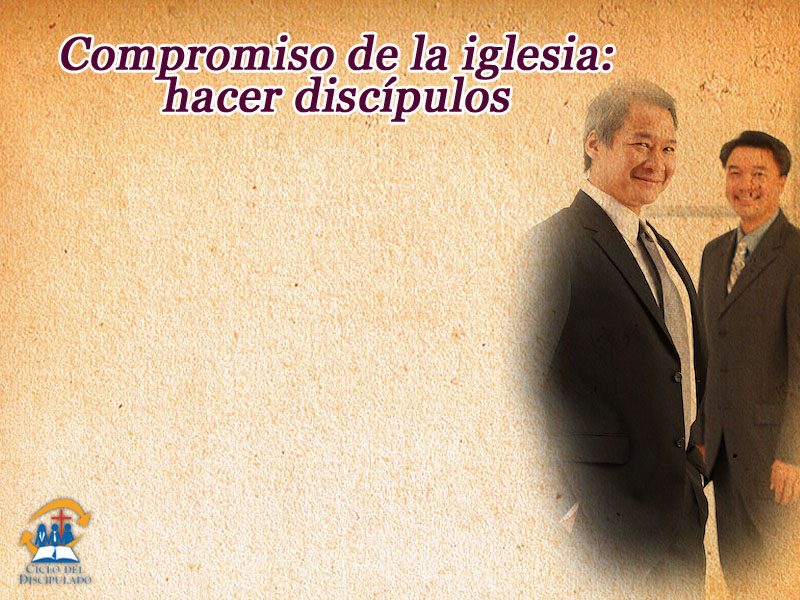 Compromiso de la iglesia:
hacer discípulos
CICLO DEL
DISCIPULADO